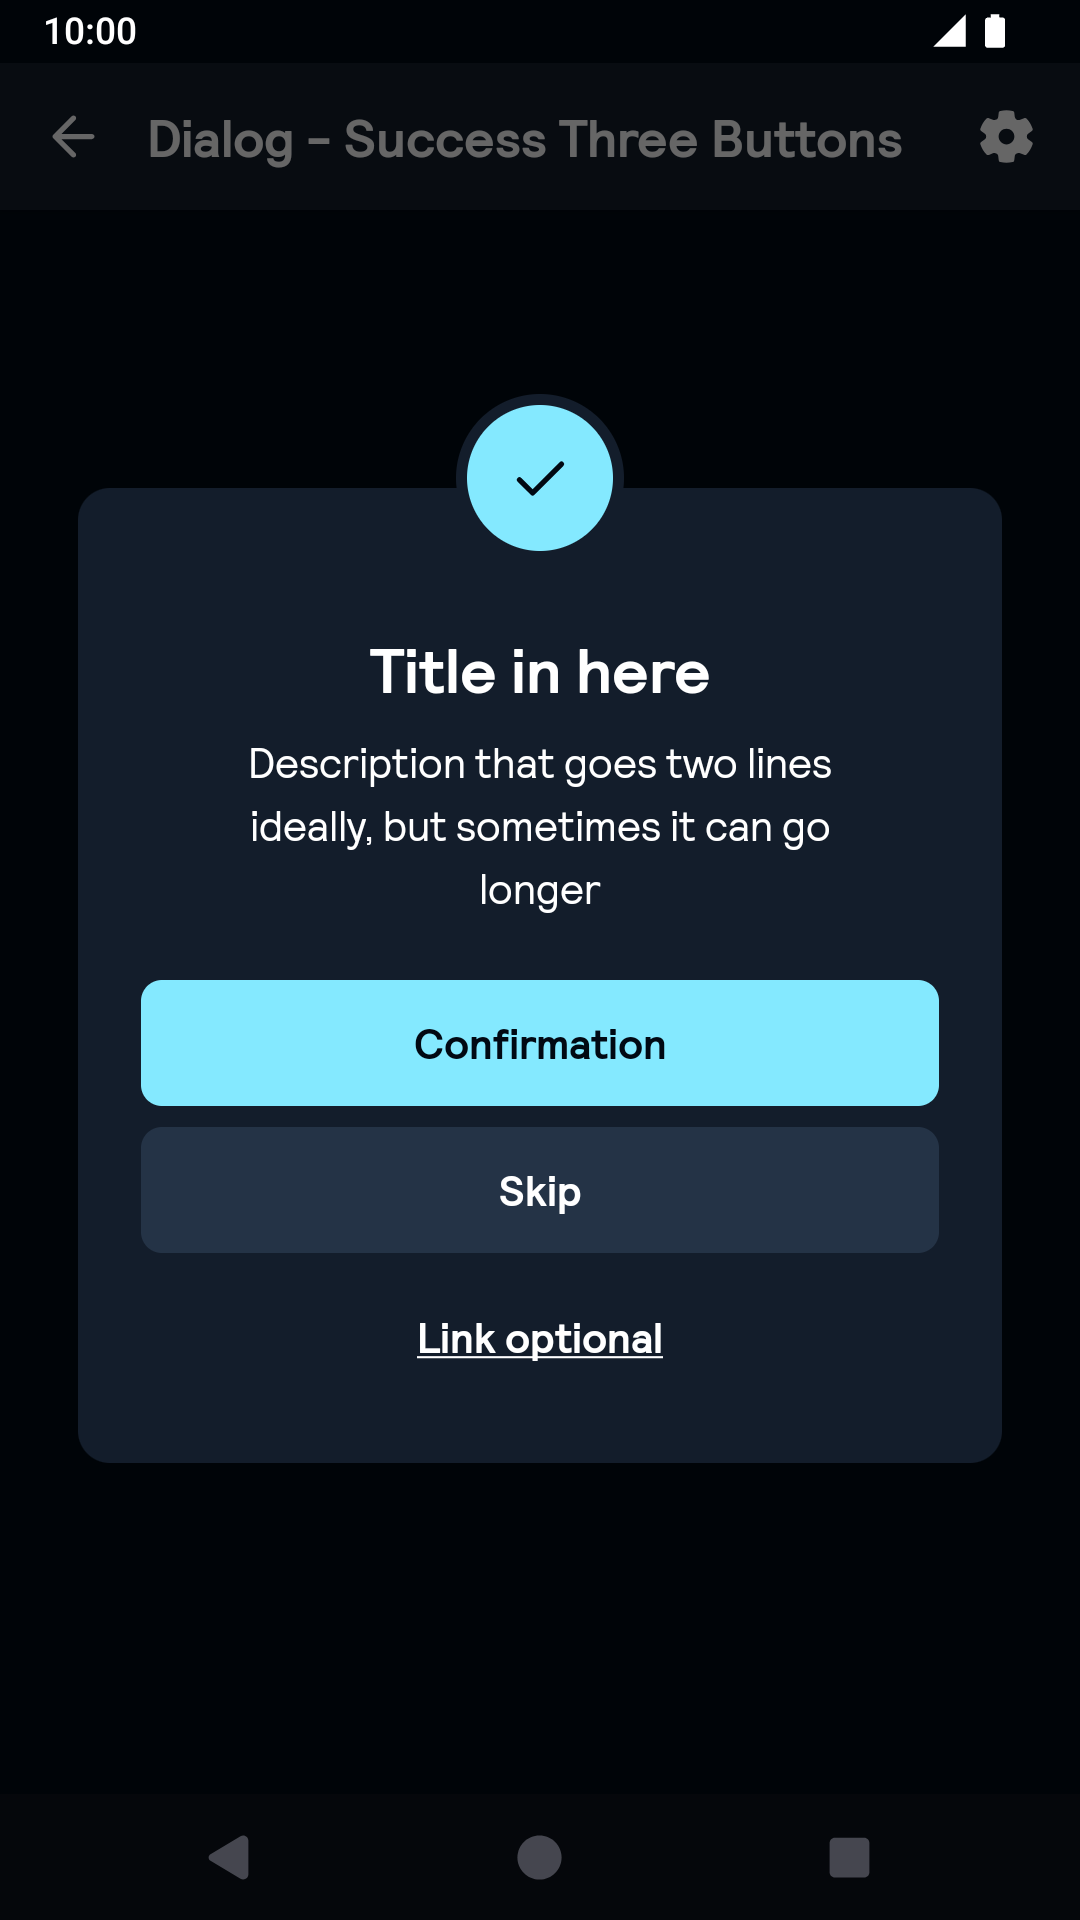 10:00
Dialog - Success Three Buttons
Title in here
Description that goes two lines
ideally, but sometimes it can go
longer
Confirmation
Skip
Link optional